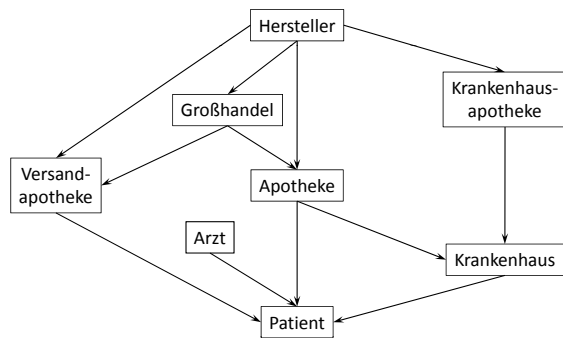 Hersteller
Großhandel
Krankenhaus-
apotheke
Versand-
apotheke
Apotheke
Arzt
Krankenhaus
Patient